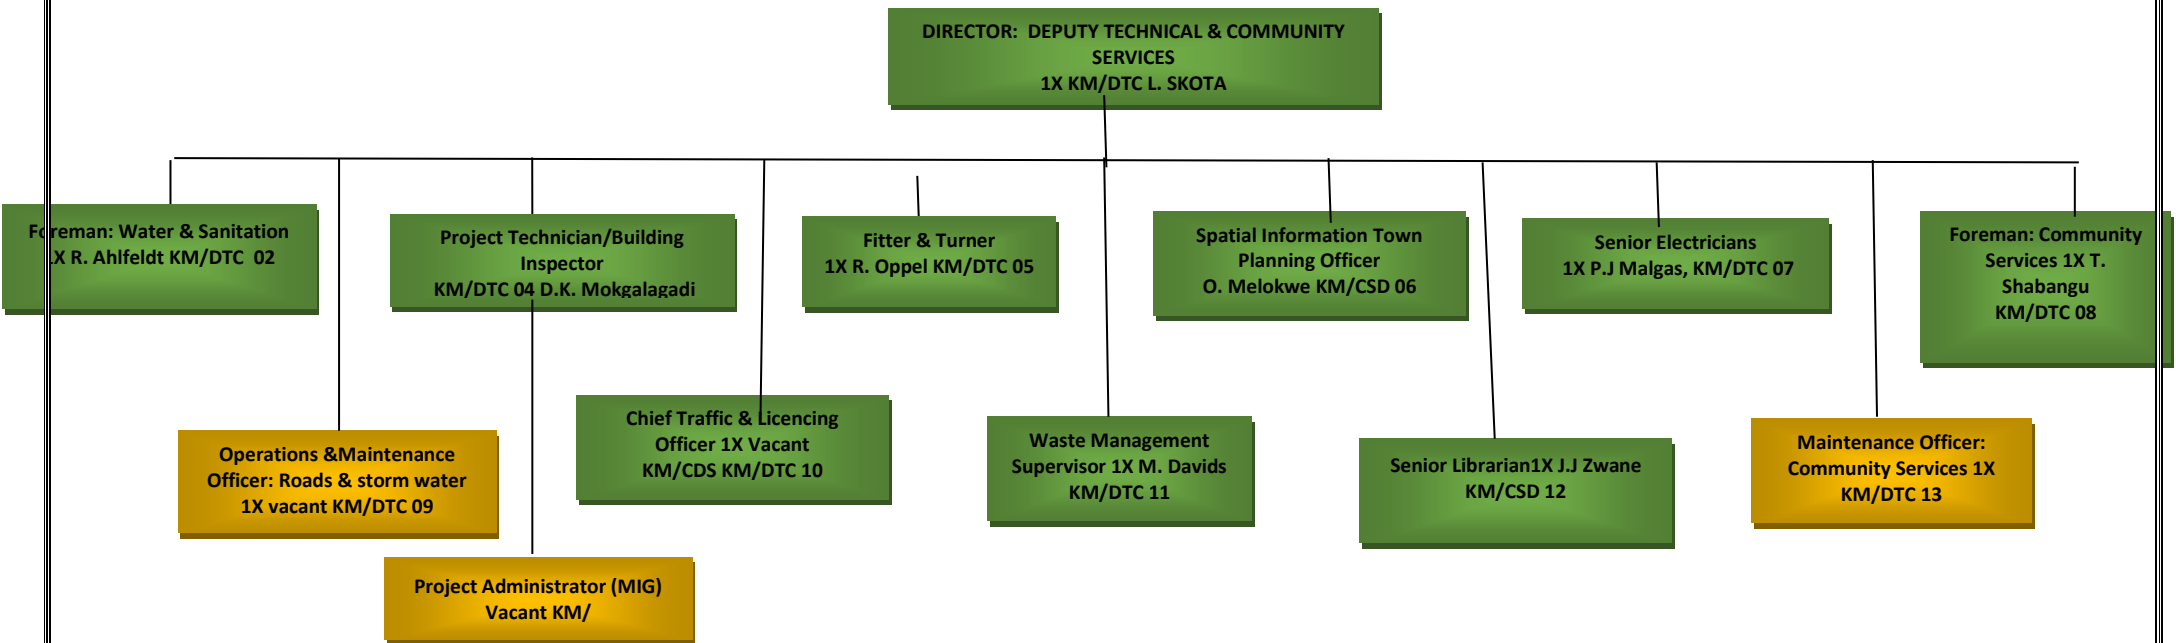 DIRECTOR: DEPUTY TECHNICAL & COMMUNITY
SERVICES
1X KM/DTC L. SKOTA
Foreman: Water & Sanitation
1X R. Ahlfeldt KM/DTC 02
Project Technician/Building
Inspector
KM/DTC 04 D.K. Mokgalagadi
Fitter & Turner
1X R. Oppel KM/DTC 05
Spatial Information Town
Planning Officer
O. Melokwe KM/CSD 06
Senior Electricians
1X P.J Malgas, KM/DTC 07
Foreman: Community
Services 1X T.
Shabangu
KM/DTC 08
Operations &Maintenance
Officer: Roads & storm water
1X vacant KM/DTC 09
Chief Traffic & Licencing
Officer 1X Vacant
KM/CDS KM/DTC 10
Waste Management
Supervisor 1X M. Davids
KM/DTC 11
Senior Librarian1X J.J Zwane
KM/CSD 12
Maintenance Officer:
Community Services 1X
KM/DTC 13
Project Administrator (MIG)
Vacant KM/